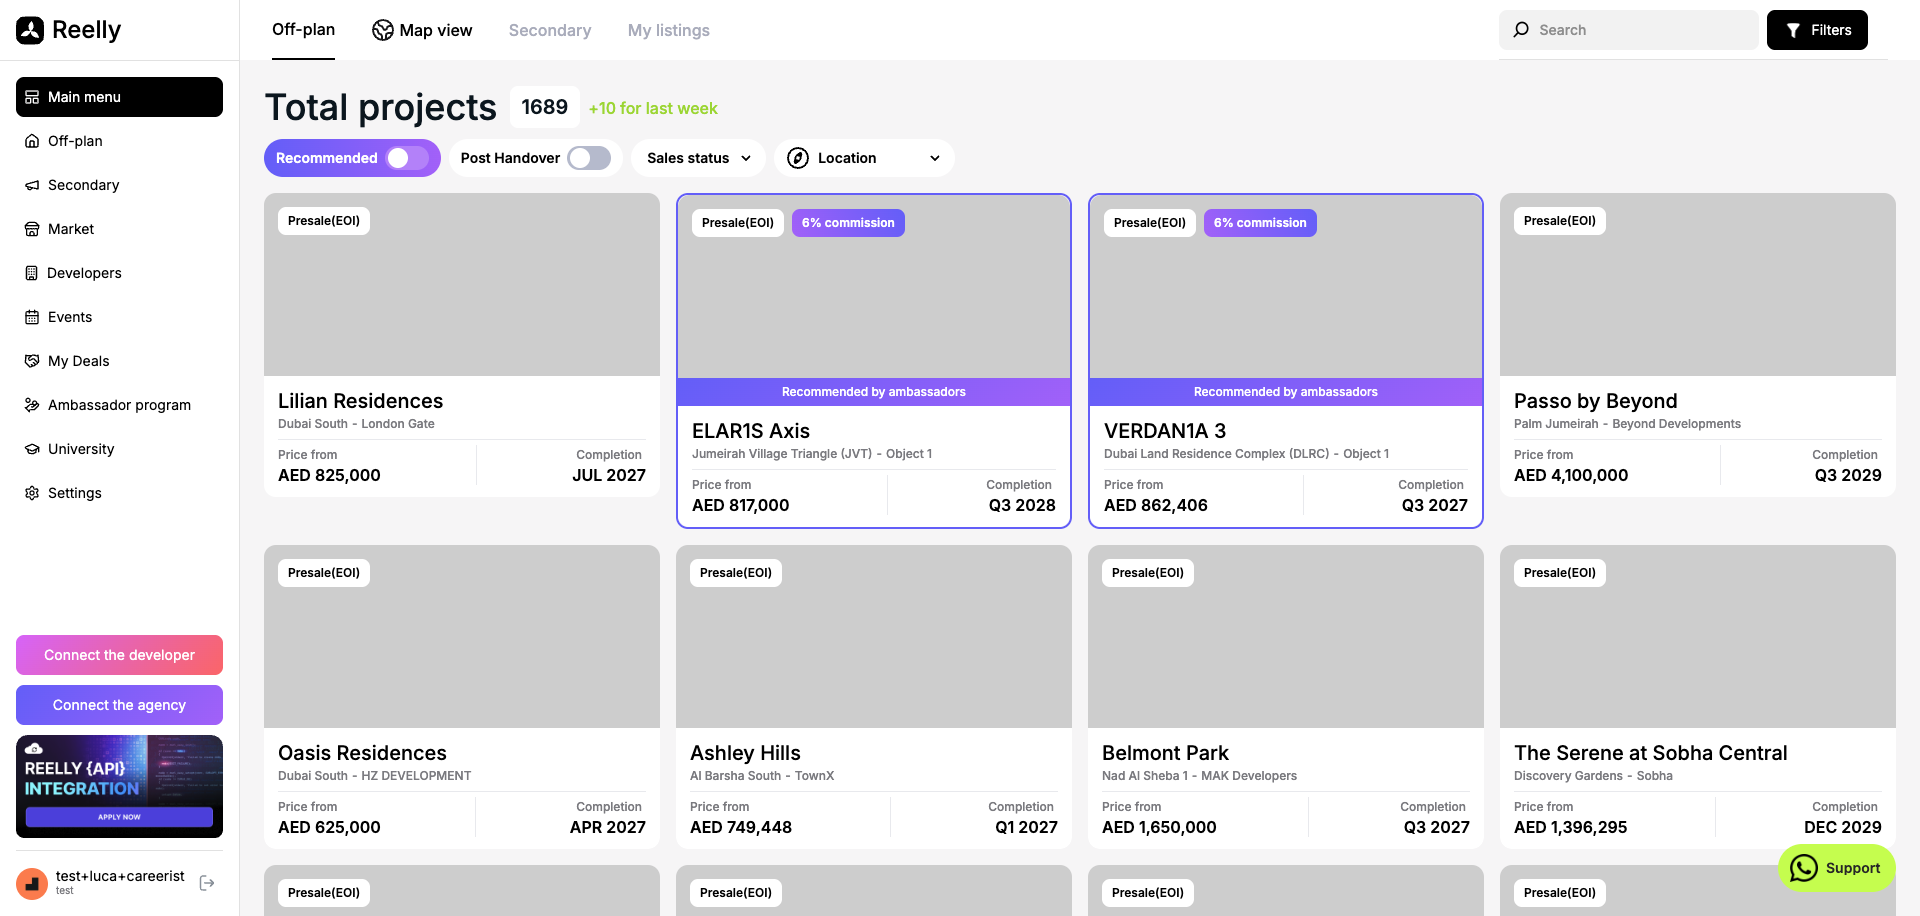 Reelly
Off-plan
Map view
Secondary
My listings
Search
Filters
Main menu
Off-plan
Secondary
Market
Developers
Events
My Deals
Ambassador program
University
Settings
Connect the developer
Connect the agency
REELLY {API}
INTEGRATION
APPLY NOW
test+luca+careerist
test
Total projects 1689 +10 for last week
Recommended
Post Handover
Sales status
Location
Presale(EOI)
Lilian Residences
Dubai South - London Gate
Price from Completion
AED 825,000 JUL 2027
Presale(EOI) 6% commission
Recommended by ambassadors
ELAR1S Axis
Jumeirah Village Triangle (JVT) - Object 1
Price from Completion
AED 817,000 Q3 2028
Presale(EOI) 6% commission
Recommended by ambassadors
VERDAN1A 3
Dubai Land Residence Complex (DLRC) - Object 1
Price from Completion
AED 862,406 Q3 2027
Presale(EOI)
Passo by Beyond
Palm Jumeirah - Beyond Developments
Price from Completion
AED 4,100,000 Q3 2029
Presale(EOI)
Oasis Residences
Dubai South - HZ DEVELOPMENT
Price from Completion
AED 625,000 APR 2027
Presale(EOI)
Ashley Hills
Al Barsha South - TownX
Price from Completion
AED 749,448 Q1 2027
Presale(EOI)
Belmont Park
Nad Al Sheba 1 - MAK Developers
Price from Completion
AED 1,650,000 Q3 2027
Presale(EOI)
The Serene at Sobha Central
Discovery Gardens - Sobha
Price from Completion
AED 1,396,295 DEC 2029
Presale(EOI)
Presale(EOI)
Presale(EOI)
Presale(EOI)
Support